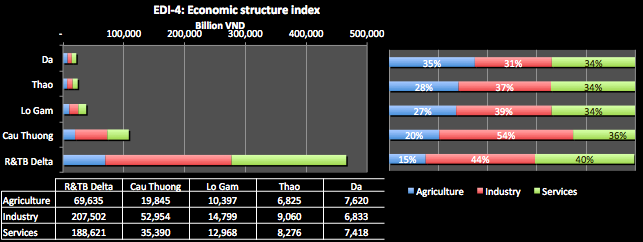 EDI-4: Economic structure index
Billion VND
- 100,000 200,000 300,000 400,000 500,000
Da
Thao
Lo Gam
Cau Thuong
R&TB Delta
35% 31% 34%
28% 37% 34%
27% 39% 34%
20% 54% 36%
15% 44% 40%
Agriculture Industry Services
R&TB Delta Cau Thuong Lo Gam Thao Da
Agriculture 69,635 19,845 10,397 6,825 7,620
Industry 207,502 52,954 14,799 9,060 6,833
Services 188,621 35,390 12,968 8,276 7,418